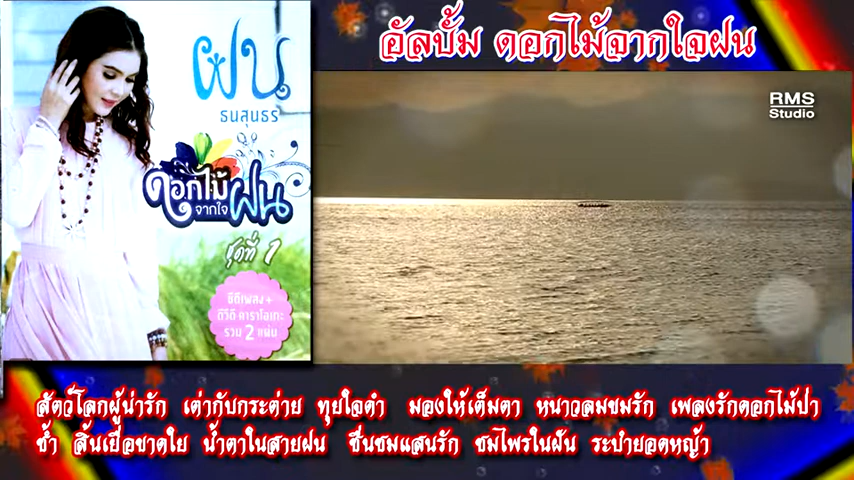 อัลบั้ม ดอกไม้จากใจฝน
ฝน
ธนสุนธร
ดอกไม้
จากใจ ฝน
ชุดที่ 1
ซีดีเพลง+
ดีวีดี คาราโอเกะ
รวม 2 แผ่น
RMS
Studio
สัตว์โลกผู้น่ารัก เต่ากับกระต่าย ทุยใจดำ มองให้เต็มตา หนาวลมชมรัก เพลงรักดอกไม้ป่า
ช้ำ สิ้นเยื่อขาดใย น้ำตาในสายฝน ชื่นชมแสนรัก ชมไพรในฝัน ระบำยอดหญ้า